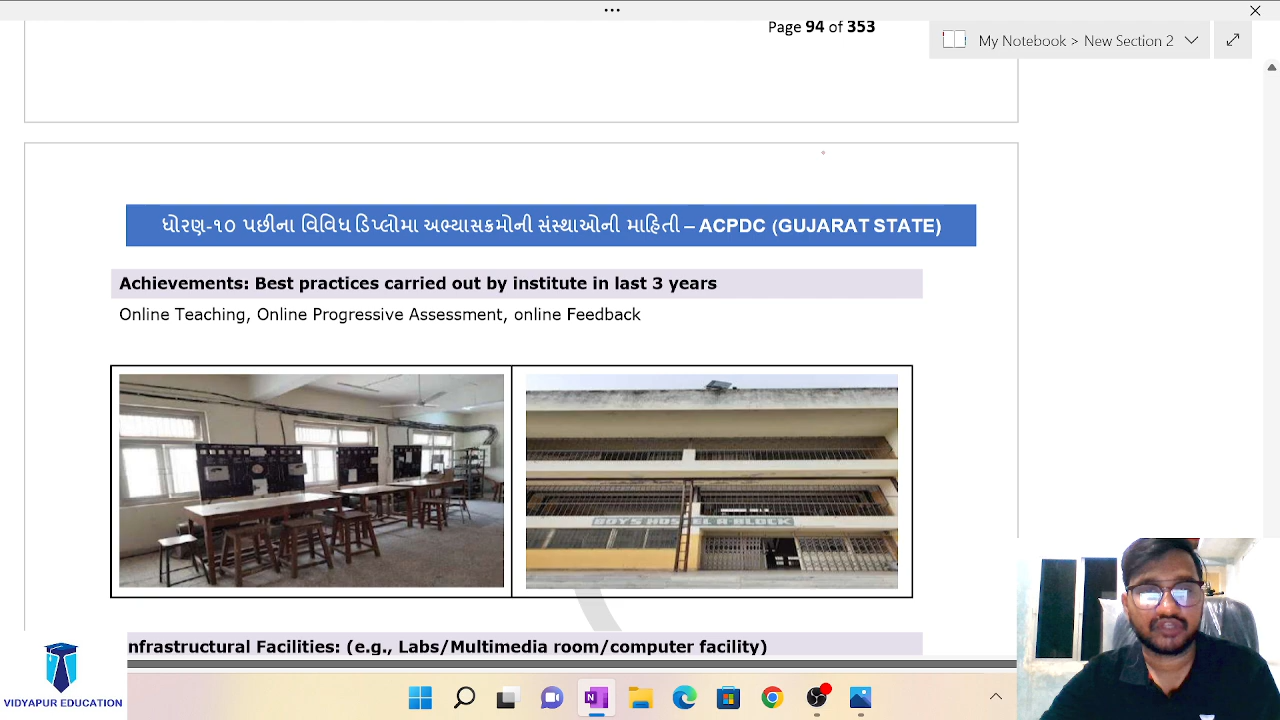 Page 94 of 353
My Notebook > New Section 2
ધોરણ-૧૦ પછીના વિવિધ ડિપ્લોમા અભ્યાસક્રમોની સંસ્થાઓની માહિતી – ACPDC (GUJARAT STATE)
Achievements: Best practices carried out by institute in last 3 years
Online Teaching, Online Progressive Assessment, online Feedback
BOYS HOSTEL A-BLOCK
nfrastructural Facilities: (e.g., Labs/Multimedia room/computer facility)
VIDYAPUR EDUCATION